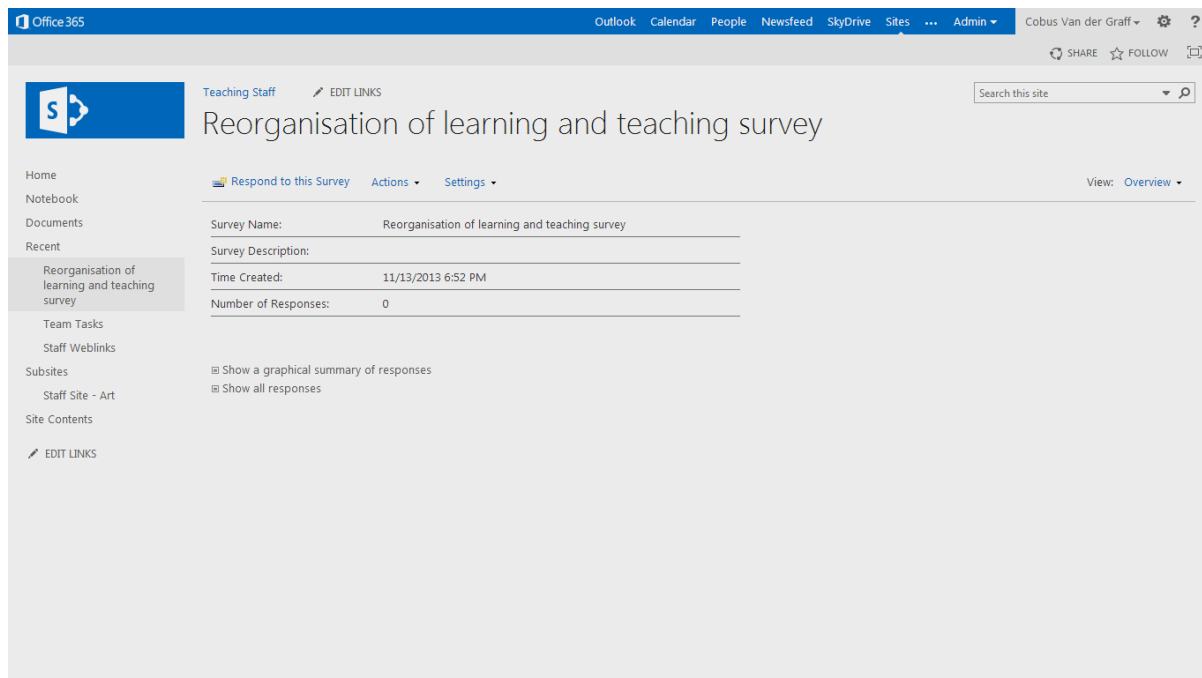 Office 365
Outlook Calendar People Newsfeed SkyDrive Sites ... Admin Cobus Van der Graff ?
SHARE FOLLOW
S
Teaching Staff EDIT LINKS
Search this site
Reorganisation of learning and teaching survey
Home
Notebook
Documents
Recent
Reorganisation of
learning and teaching
survey
Team Tasks
Staff Weblinks
Subsites
Staff Site - Art
Site Contents
EDIT LINKS
Respond to this Survey Actions Settings View: Overview
Survey Name: Reorganisation of learning and teaching survey
Survey Description:
Time Created: 11/13/2013 6:52 PM
Number of Responses: 0
Show a graphical summary of responses
Show all responses